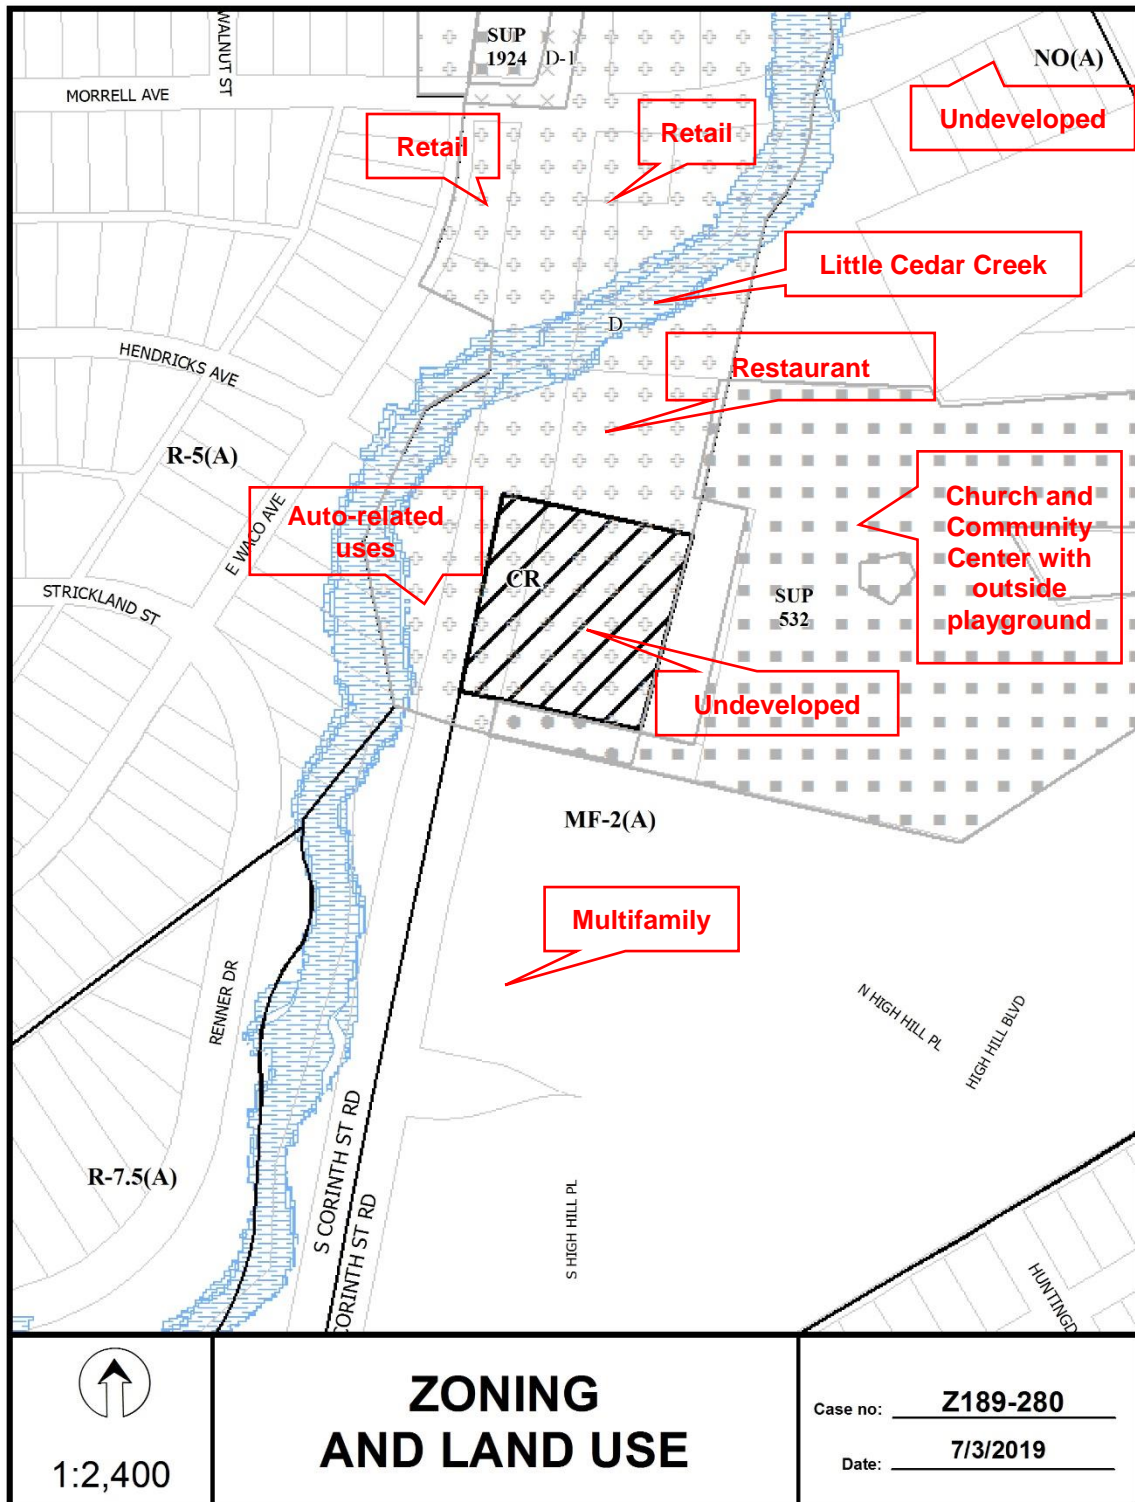 WALNUT ST
SUP
1924
D-1
NO(A)
MORRELL AVE
Undeveloped
Retail
Retail
Little Cedar Creek
D
HENDRICKS AVE
Restaurant
R-5(A)
E WACO AVE
Auto-related
uses
Church and
Community
Center with
outside
playground
CR
STRICKLAND ST
SUP
532
Undeveloped
MF-2(A)
Multifamily
RENNER DR
N HIGH HILL PL
HIGH HILL BLVD
S CORINTH ST RD
CORINTH ST RD
R-7.5(A)
S HIGH HILL PL
HUNTINGD
1:2,400
ZONING
AND LAND USE
Case no: Z189-280
Date: 7/3/2019